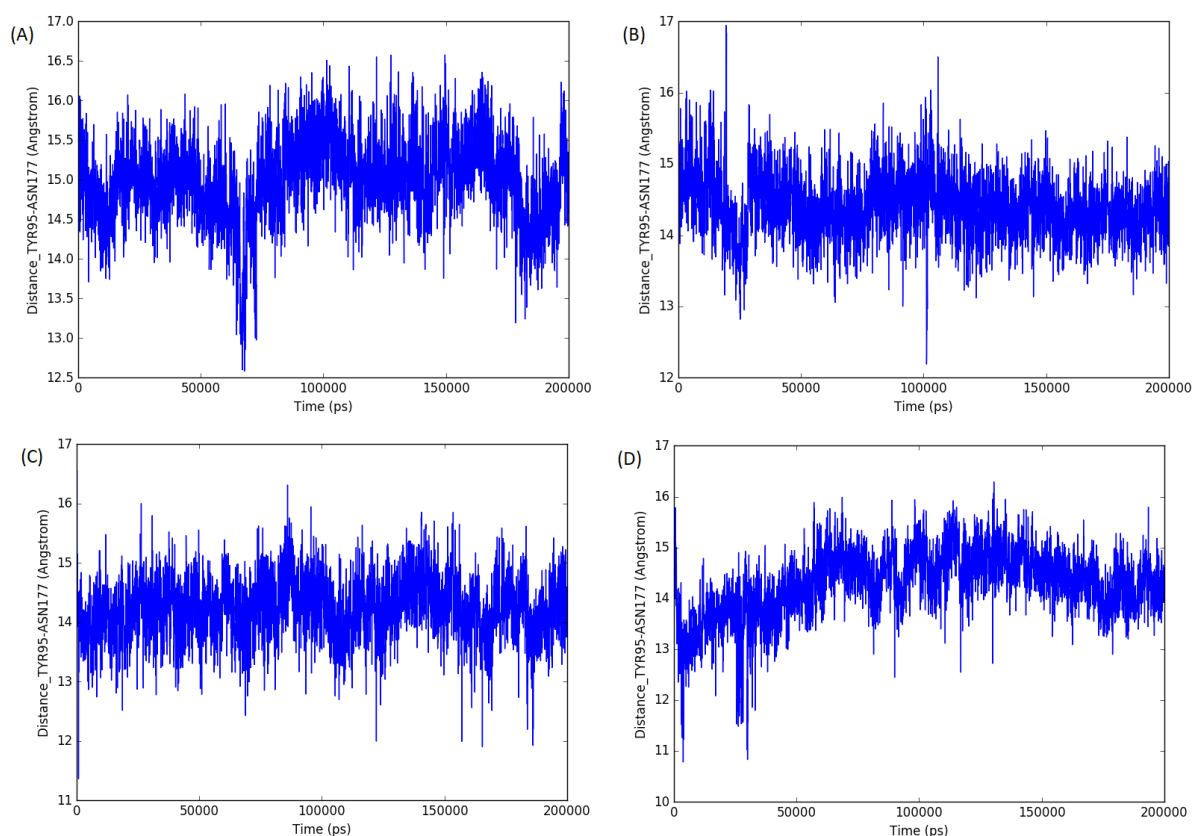 (A)
17.0
16.5
16.0
15.5
15.0
14.5
14.0
13.5
13.0
12.5
Distance_TYR95-ASN177 (Angstrom)
0 50000 100000 150000 200000
Time (ps)
(B)
17
16
15
14
13
12
Distance_TYR95-ASN177 (Angstrom)
0 50000 100000 150000 200000
Time (ps)
(C)
17
16
15
14
13
12
11
Distance_TYR95-ASN177 (Angstrom)
0 50000 100000 150000 200000
Time (ps)
(D)
17
16
15
14
13
12
11
10
Distance_TYR95-ASN177 (Angstrom)
0 50000 100000 150000 200000
Time (ps)